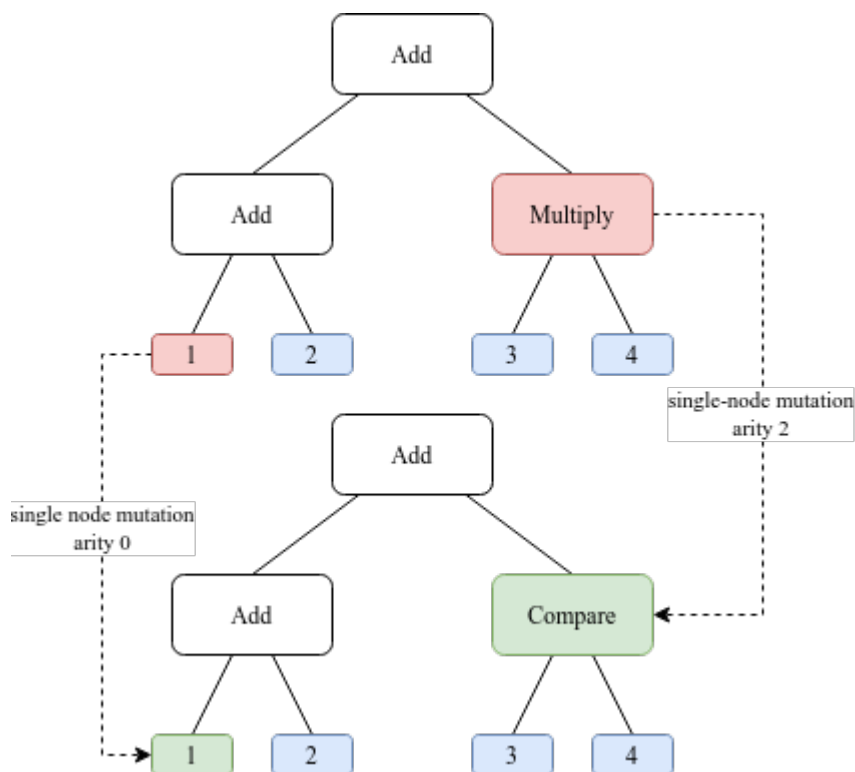 Add
Add
Multiply
1
2
3
4
single-node mutation
arity 2
Add
single node mutation
arity 0
Add
Compare
1
2
3
4